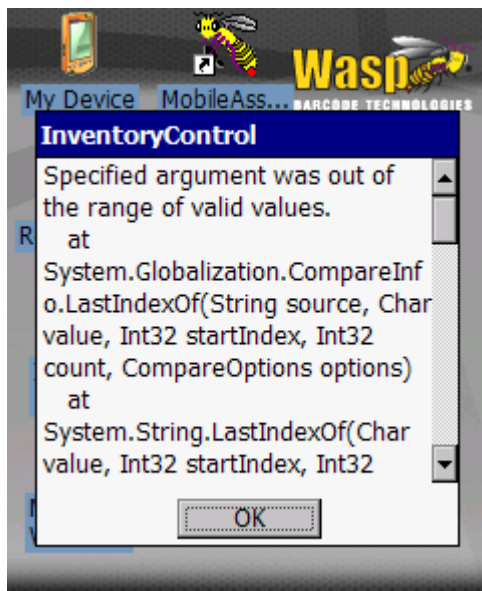 Wasp
My Device MobileAss...
BARCODE TECHNOLOGIES
InventoryControl
Specified argument was out of
the range of valid values.
at
System.Globalization.CompareInf
o.LastIndexOf(String source, Char
value, Int32 startIndex, Int32
count, CompareOptions options)
at
System.String.LastIndexOf(Char
value, Int32 startIndex, Int32
OK